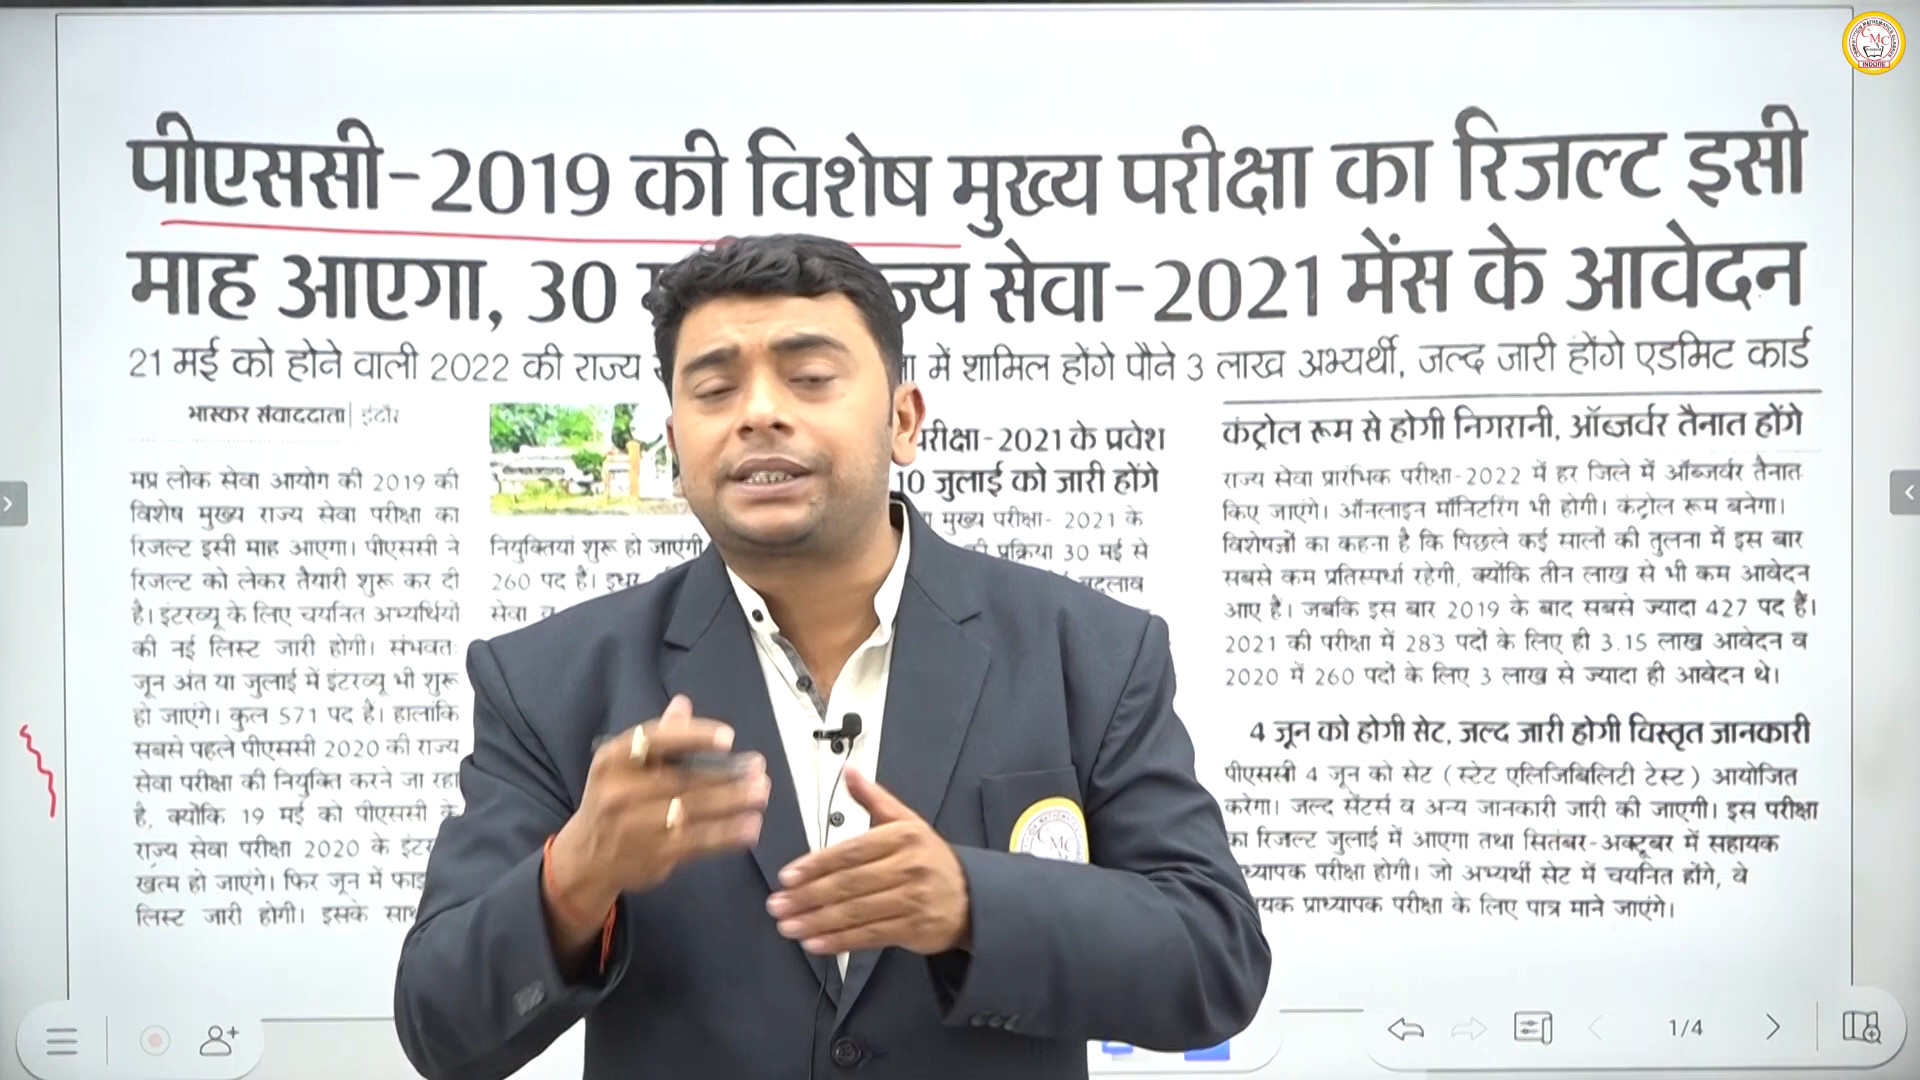 पीएससी-2019 की विशेष मुख्य परीक्षा का रिजल्ट इसी
माह आएगा, 30 ज्य सेवा-2021 मेंस के आवेदन
21 मई को होने वाली 2022 की राज्य में शामिल होंगे पौने 3 लाख अभ्यर्थी, जल्द जारी होंगे एडमिट कार्ड
भास्कर संवाददाता | इंदौर
मप्र लोक सेवा आयोग की 2019 की
विशेष मुख्य राज्य सेवा परीक्षा का
रिजल्ट इसी माह आएगा। पीएससी ने
रिजल्ट को लेकर तैयारी शुरू कर दी
है। इंटरव्यू के लिए चयनित अभ्यर्थियों
की नई लिस्ट जारी होगी। संभवतः
जून अंत या जुलाई में इंटरव्यू भी शुरू
हो जाएंगे। कुल 571 पद है। हालांकि
सबसे पहले पीएससी 2020 की राज्य
सेवा परीक्षा की नियुक्ति करने जा रहा
है, क्योंकि 19 मई को पीएससी के
राज्य सेवा परीक्षा 2020 के इंटर
खत्म हो जाएंगे। फिर जून में फाइ
लिस्ट जारी होगी। इसके साथ
नियुक्तियां शुरू हो जाएंगी
260 पद है। इधर
सेवा व
परीक्षा-2021 के प्रवेश
10 जुलाई को जारी होंगे
मुख्य परीक्षा- 2021 के
की प्रक्रिया 30 मई से
बदलाव
कंट्रोल रूम से होगी निगरानी, ऑब्जर्वर तैनात होंगे
राज्य सेवा प्रारंभिक परीक्षा-2022 में हर जिले में ऑब्जर्वर तैनात
किए जाएंगे। ऑनलाइन मॉनिटरिंग भी होगी। कंट्रोल रूम बनेगा।
विशेषज्ञों का कहना है कि पिछले कई सालों की तुलना में इस बार
सबसे कम प्रतिस्पर्धा रहेगी, क्योंकि तीन लाख से भी कम आवेदन
आए है। जबकि इस बार 2019 के बाद सबसे ज्यादा 427 पद हैं।
2021 की परीक्षा में 283 पदों के लिए ही 3.15 लाख आवेदन व
2020 में 260 पदों के लिए 3 लाख से ज्यादा ही आवेदन थे।
4 जून को होगी सेट, जल्द जारी होगी विस्तृत जानकारी
पीएससी 4 जून को सेट (स्टेट एलिजिबिलिटी टेस्ट) आयोजित
करेगा। जल्द सेंटर्स व अन्य जानकारी जारी की जाएगी। इस परीक्षा
का रिजल्ट जुलाई में आएगा तथा सितंबर-अक्टूबर में सहायक
ध्यापक परीक्षा होगी। जो अभ्यर्थी सेट में चयनित होंगे, वे
यक प्राध्यापक परीक्षा के लिए पात्र माने जाएंगे।
1/4
CMC
INDORE
CMC